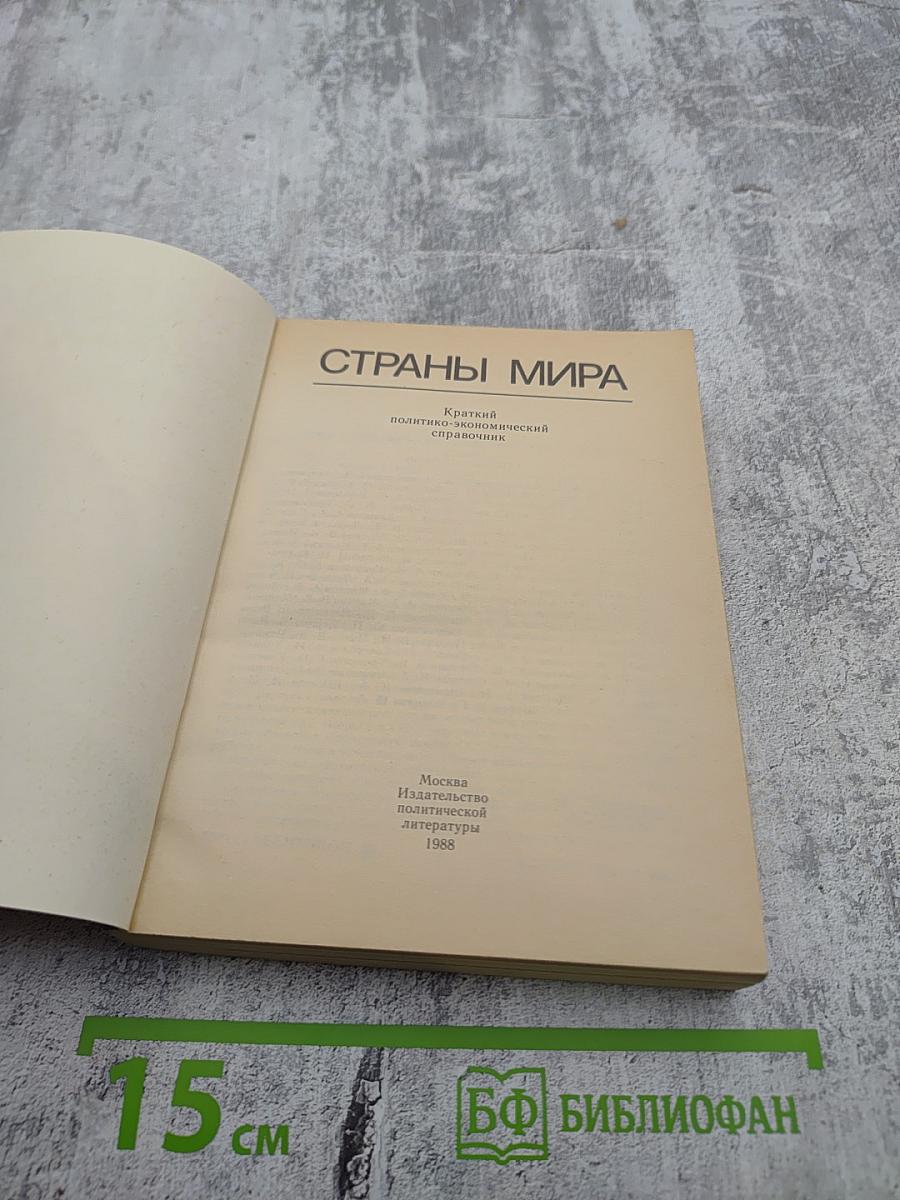 СТРАНЫ МИРА
Краткий
политико-экономический
справочник
Москва
Издательство
политической
литературы
1988
15 см
БФ БИБЛИОФАН